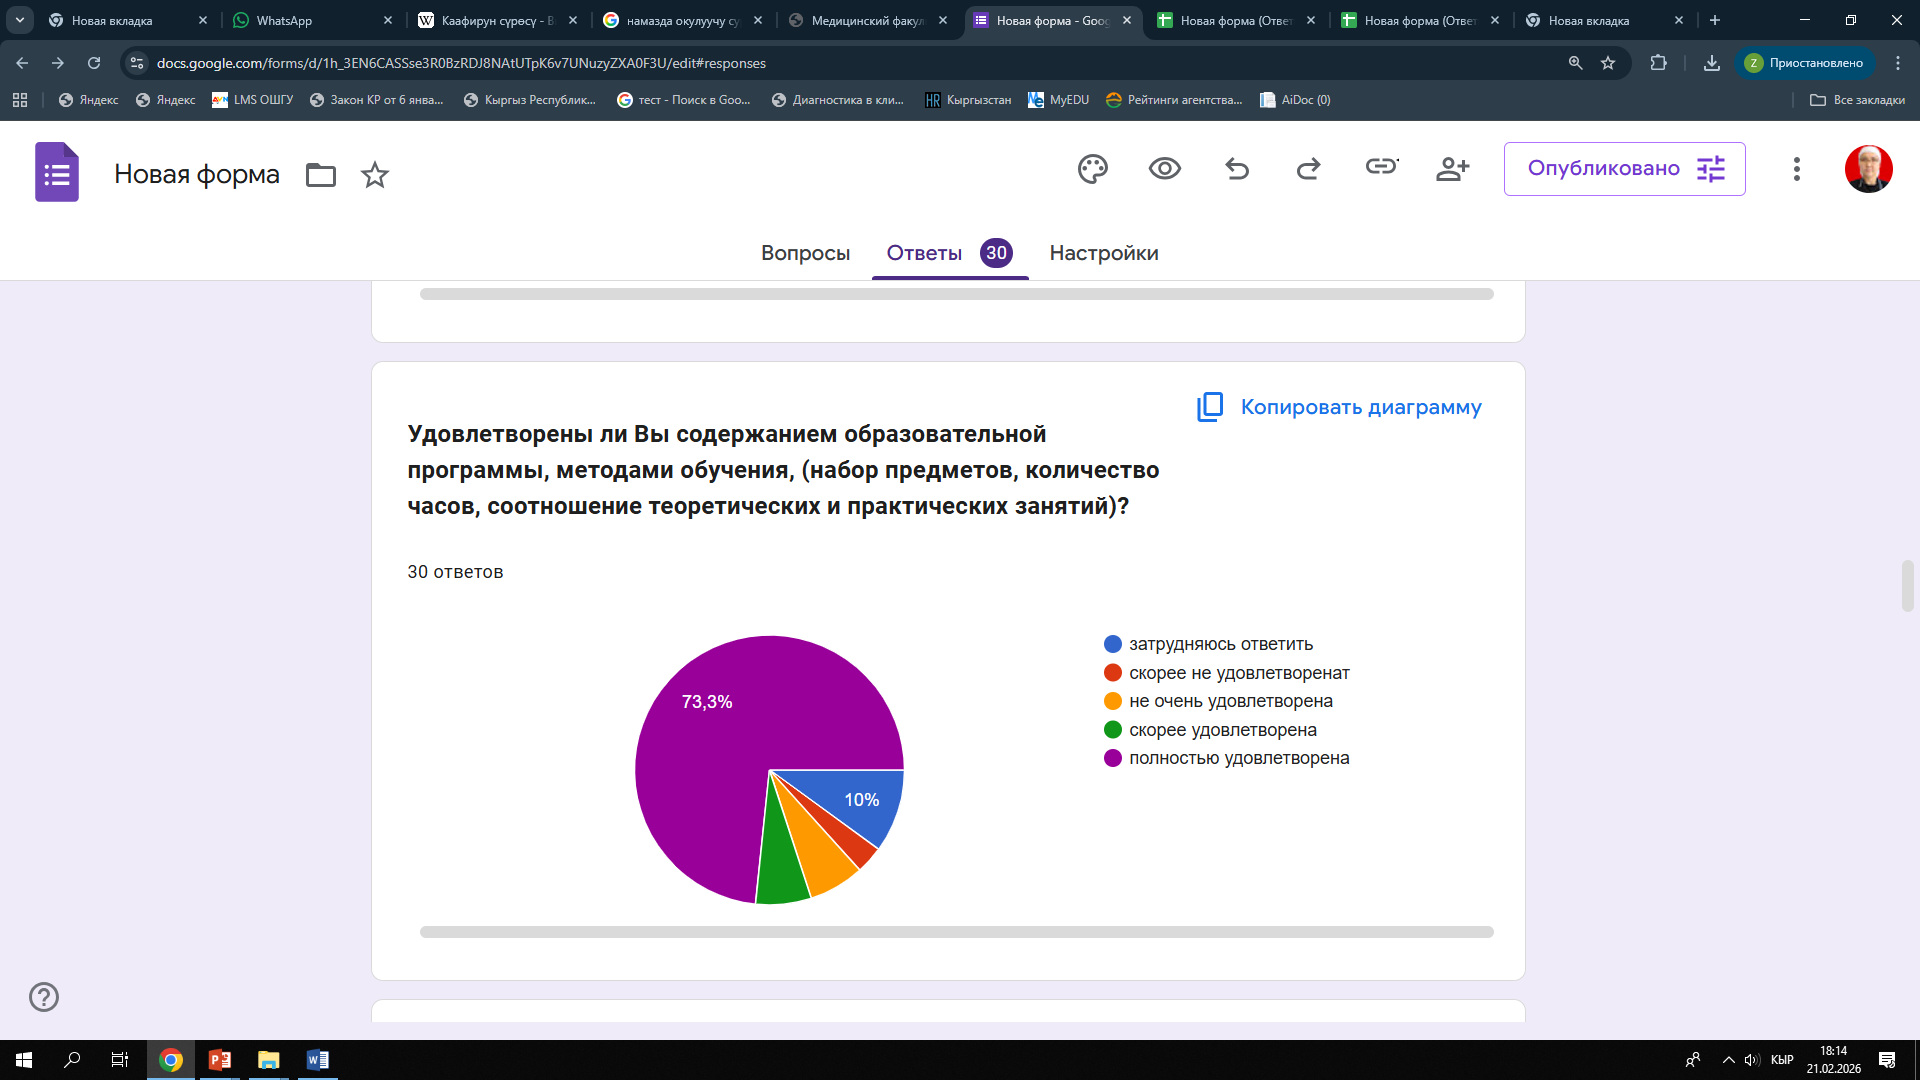 Новая вкладка
WhatsApp
Каафирун сүрөсү - В
намазда окулуучу су
Медицинский факул
Новая форма - Goog
Новая форма (Ответ
Новая форма (Ответ
Новая вкладка
docs.google.com/forms/d/1h_3EN6CASSse3R0BzRDJ8NAtUTpK6v7UNuzyZXA0F3U/edit#responses
Z Приостановлено
Яндекс
Яндекс
LMS ОШГУ
Закон КР от 6 янва...
Кыргыз Республик...
тест - Поиск в Goo...
Диагностика в кли...
Кыргызстан
MyEDU
Рейтинги агентства...
AiDoc (0)
Все закладки
Новая форма
Опубликовано
Вопросы
Ответы 30
Настройки
Копировать диаграмму
Удовлетворены ли Вы содержанием образовательной
программы, методами обучения, (набор предметов, количество
часов, соотношение теоретических и практических занятий)?
30 ответов
73,3%
10%
затрудняюсь ответить
скорее не удовлетворенат
не очень удовлетворена
скорее удовлетворена
полностью удовлетворена
КЫР
18:14
21.02.2026